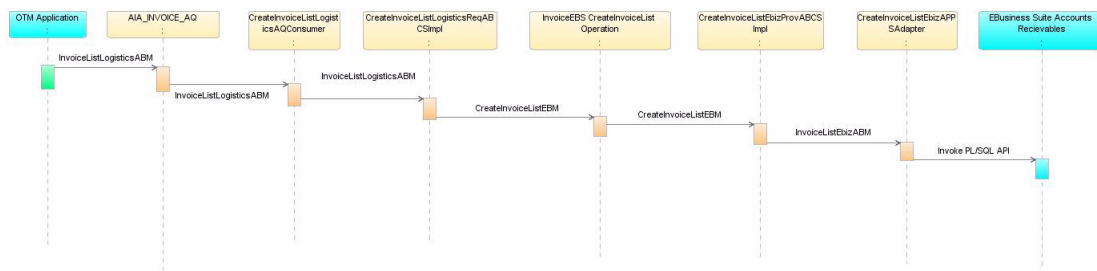 OTM Application
AIA_INVOICE_AQ
CreateInvoiceListLogist
icsAQConsumer
CreateInvoiceListLogisticsReqAB
CSImpl
InvoiceEBS CreateInvoiceList
Operation
CreateInvoiceListEbizProvABCS
Impl
CreateInvoiceListEbizAPP
SAdapter
EBusiness Suite Accounts
Recievables
InvoiceListLogisticsABM
InvoiceListLogisticsABM
InvoiceListLogisticsABM
CreateInvoiceListEBM
CreateInvoiceListEBM
InvoiceListEbizABM
Invoke PL/SQL API